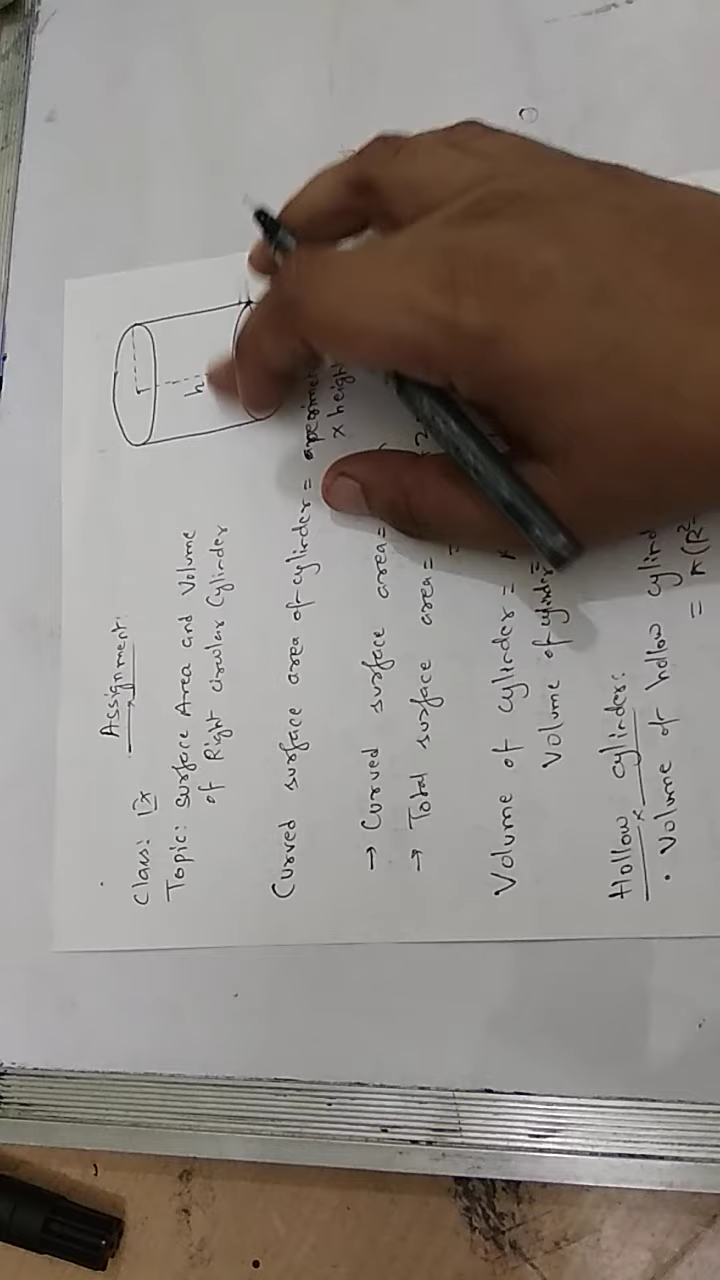 Assignment:
Class: IX
Topic: Surface Area and Volume
of Right circular Cylinder
r
h
Curved surface area of cylinder =
x height
→ Curved surface area =
→ Total surface area =
=
Volume of cylinder =
Volume of cylinder =
Hollow cylinder:
• Volume of hollow cylind
= π(R²-